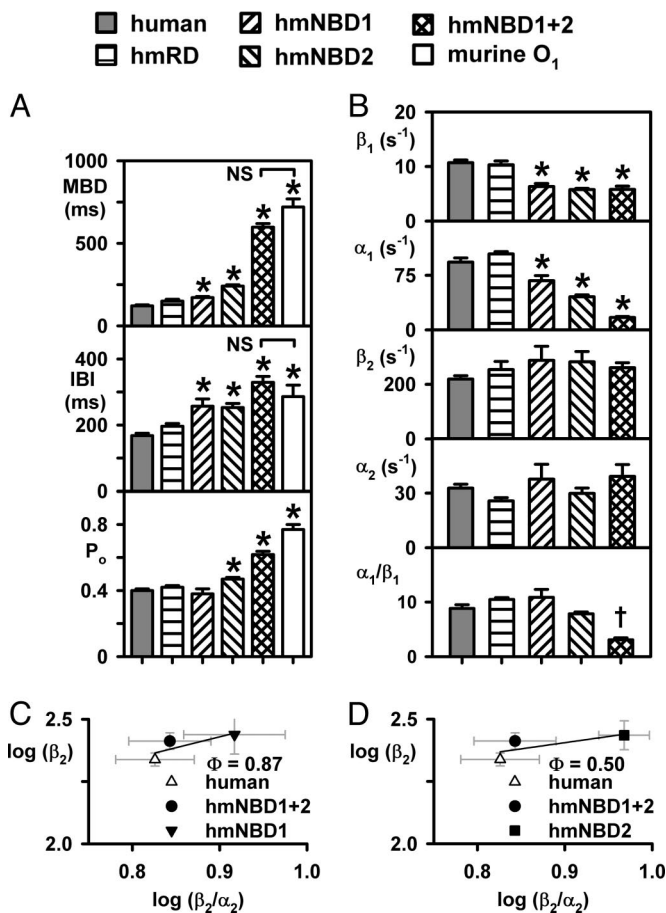 human hmNBD1 hmNBD1+2
hmRD hmNBD2 murine O₁
A
1000
MBD
(ms)
500
0
NS
* * * *
400
IBI
(ms)
200
0
NS
* * * *
0.8
Pₒ
0.4
0
* * *
B
20
β₁ (s⁻¹)
10
0
* * *
α₁ (s⁻¹)
75
0
* * *
β₂ (s⁻¹)
200
0
α₂ (s⁻¹)
30
0
α₁/β₁
10
0
†
C
2.5
log (β₂)
2.0
Φ = 0.87
human
hmNBD1+2
hmNBD1
0.8 0.9 1.0
log (β₂/α₂)
D
2.5
log (β₂)
2.0
Φ = 0.50
human
hmNBD1+2
hmNBD2
0.8 0.9 1.0
log (β₂/α₂)